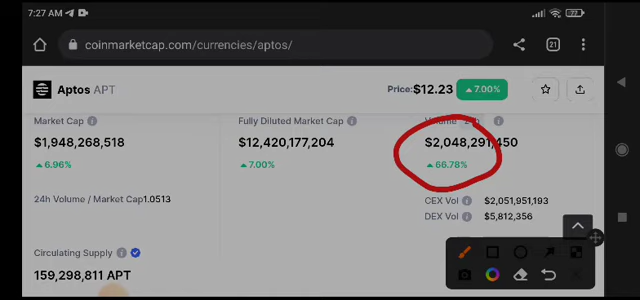 7:27 AM
77
coinmarketcap.com/currencies/aptos/
21
Aptos APT
Price:$12.23 7.00%
Market Cap
Fully Diluted Market Cap
Volume 24h
$1,948,268,518
$12,420,177,204
$2,048,291,450
6.96%
7.00%
66.78%
24h Volume / Market Cap1.0513
CEX Vol $2,051,951,193
DEX Vol $5,812,356
Circulating Supply
159,298,811 APT